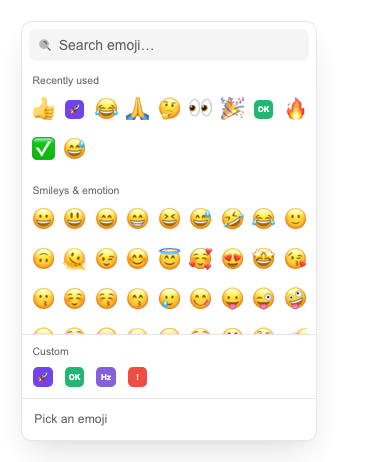 Search emoji…
Recently used
OK
Smileys & emotion
Custom
OK Hz !
Pick an emoji